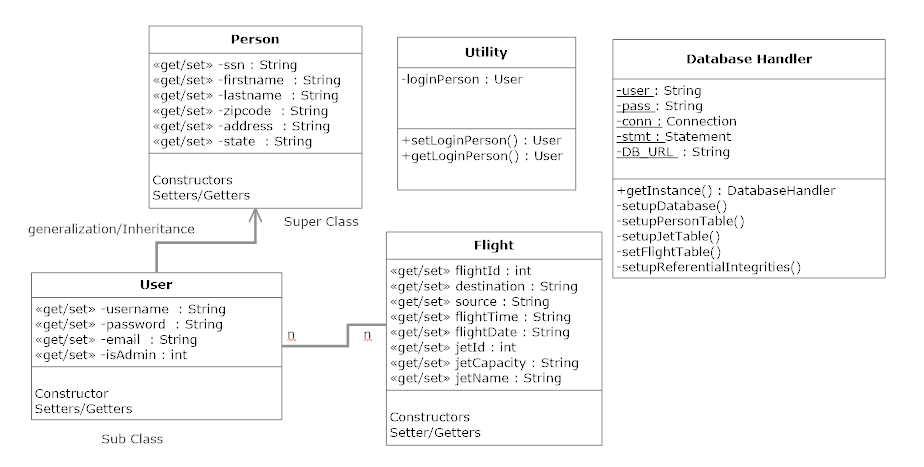 Person
«get/set» -ssn : String
«get/set» -firstname : String
«get/set» -lastname : String
«get/set» -zipcode : String
«get/set» -address : String
«get/set» -state : String
Constructors
Setters/Getters
Super Class
generalization/Inheritance
User
«get/set» -username : String
«get/set» -password : String
«get/set» -email : String
«get/set» -isAdmin : int
Constructor
Setters/Getters
Sub Class
n
n
Utility
-loginPerson : User
+setLoginPerson() : User
+getLoginPerson() : User
Flight
«get/set» flightId : int
«get/set» destination : String
«get/set» source : String
«get/set» flightTime : String
«get/set» flightDate : String
«get/set» jetId : int
«get/set» jetCapacity : String
«get/set» jetName : String
Constructors
Setter/Getters
Database Handler
-user : String
-pass : String
-conn : Connection
-stmt : Statement
-DB_URL : String
+getInstance() : DatabaseHandler
-setupDatabase()
-setupPersonTable()
-setupJetTable()
-setFlightTable()
-setupReferentialIntegrities()